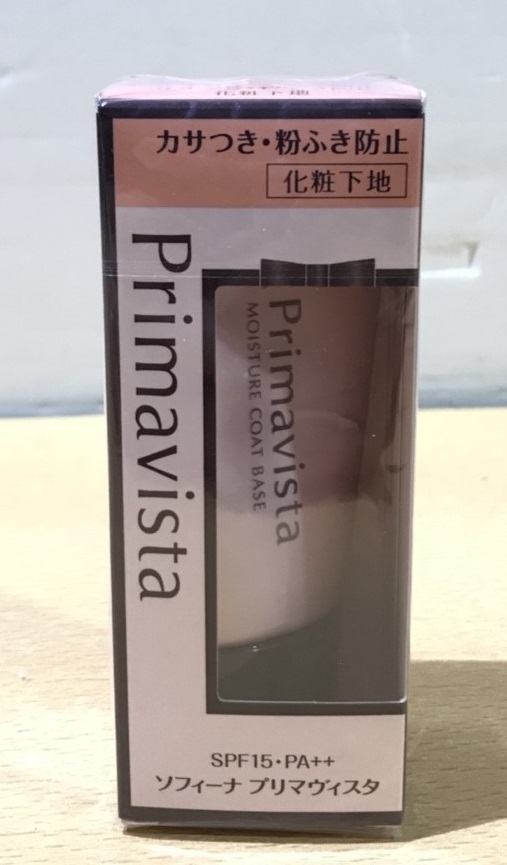 化粧下地
カサつき・粉ふき防止
化粧下地
Primavista
Primavista
MOISTURE COAT BASE
SPF15・PA++
ソフィーナ プリマヴィスタ